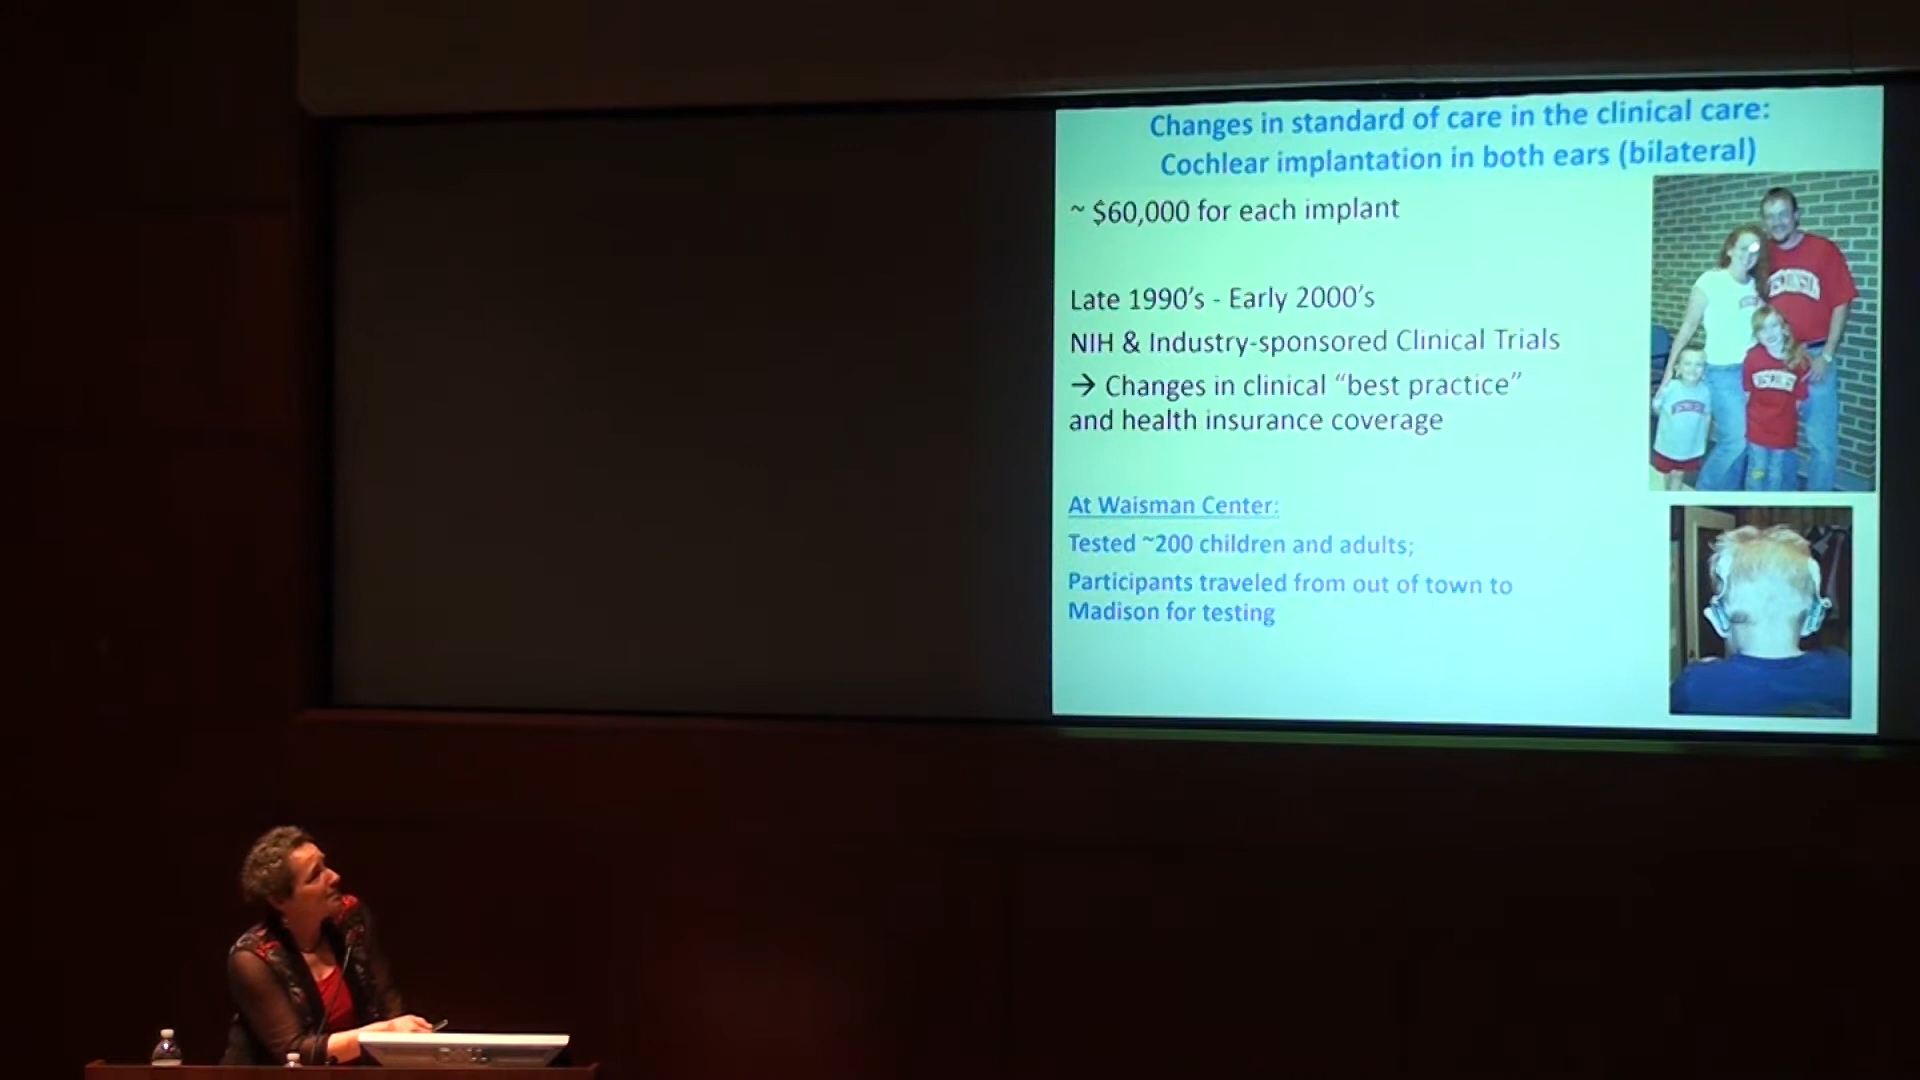 Changes in standard of care in the clinical care:
Cochlear implantation in both ears (bilateral)
~ $60,000 for each implant
Late 1990’s - Early 2000’s
NIH & Industry-sponsored Clinical Trials
→ Changes in clinical “best practice”
and health insurance coverage
At Waisman Center:
Tested ~200 children and adults;
Participants traveled from out of town to
Madison for testing